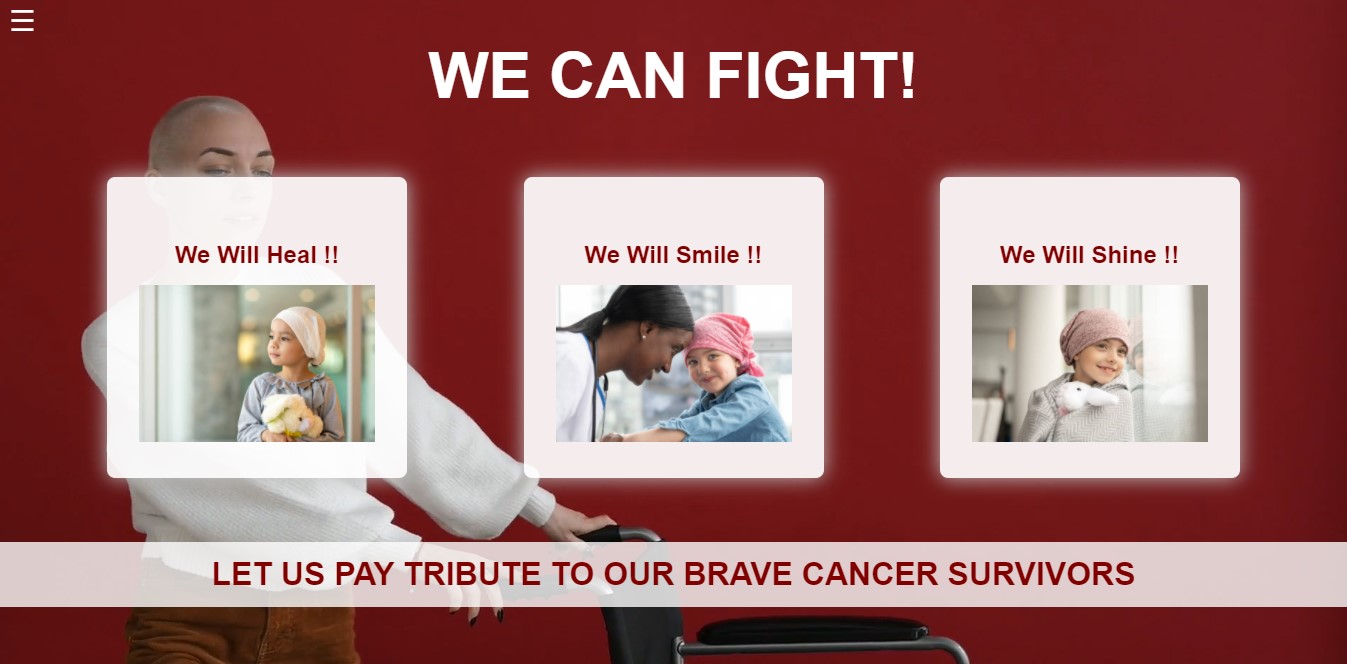 WE CAN FIGHT!
We Will Heal !!
We Will Smile !!
We Will Shine !!
LET US PAY TRIBUTE TO OUR BRAVE CANCER SURVIVORS